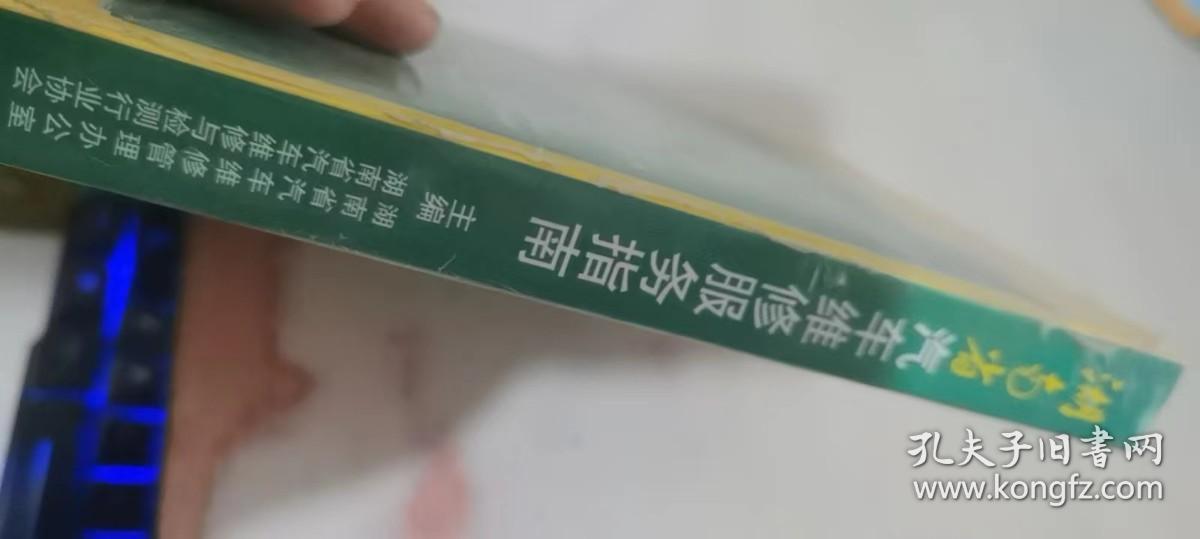 湖南省
汽车维修服务指南
主编
湖南省汽车维修管理办公室
湖南省汽车维修与检测行业协会
孔夫子旧书网
www.kongfz.com